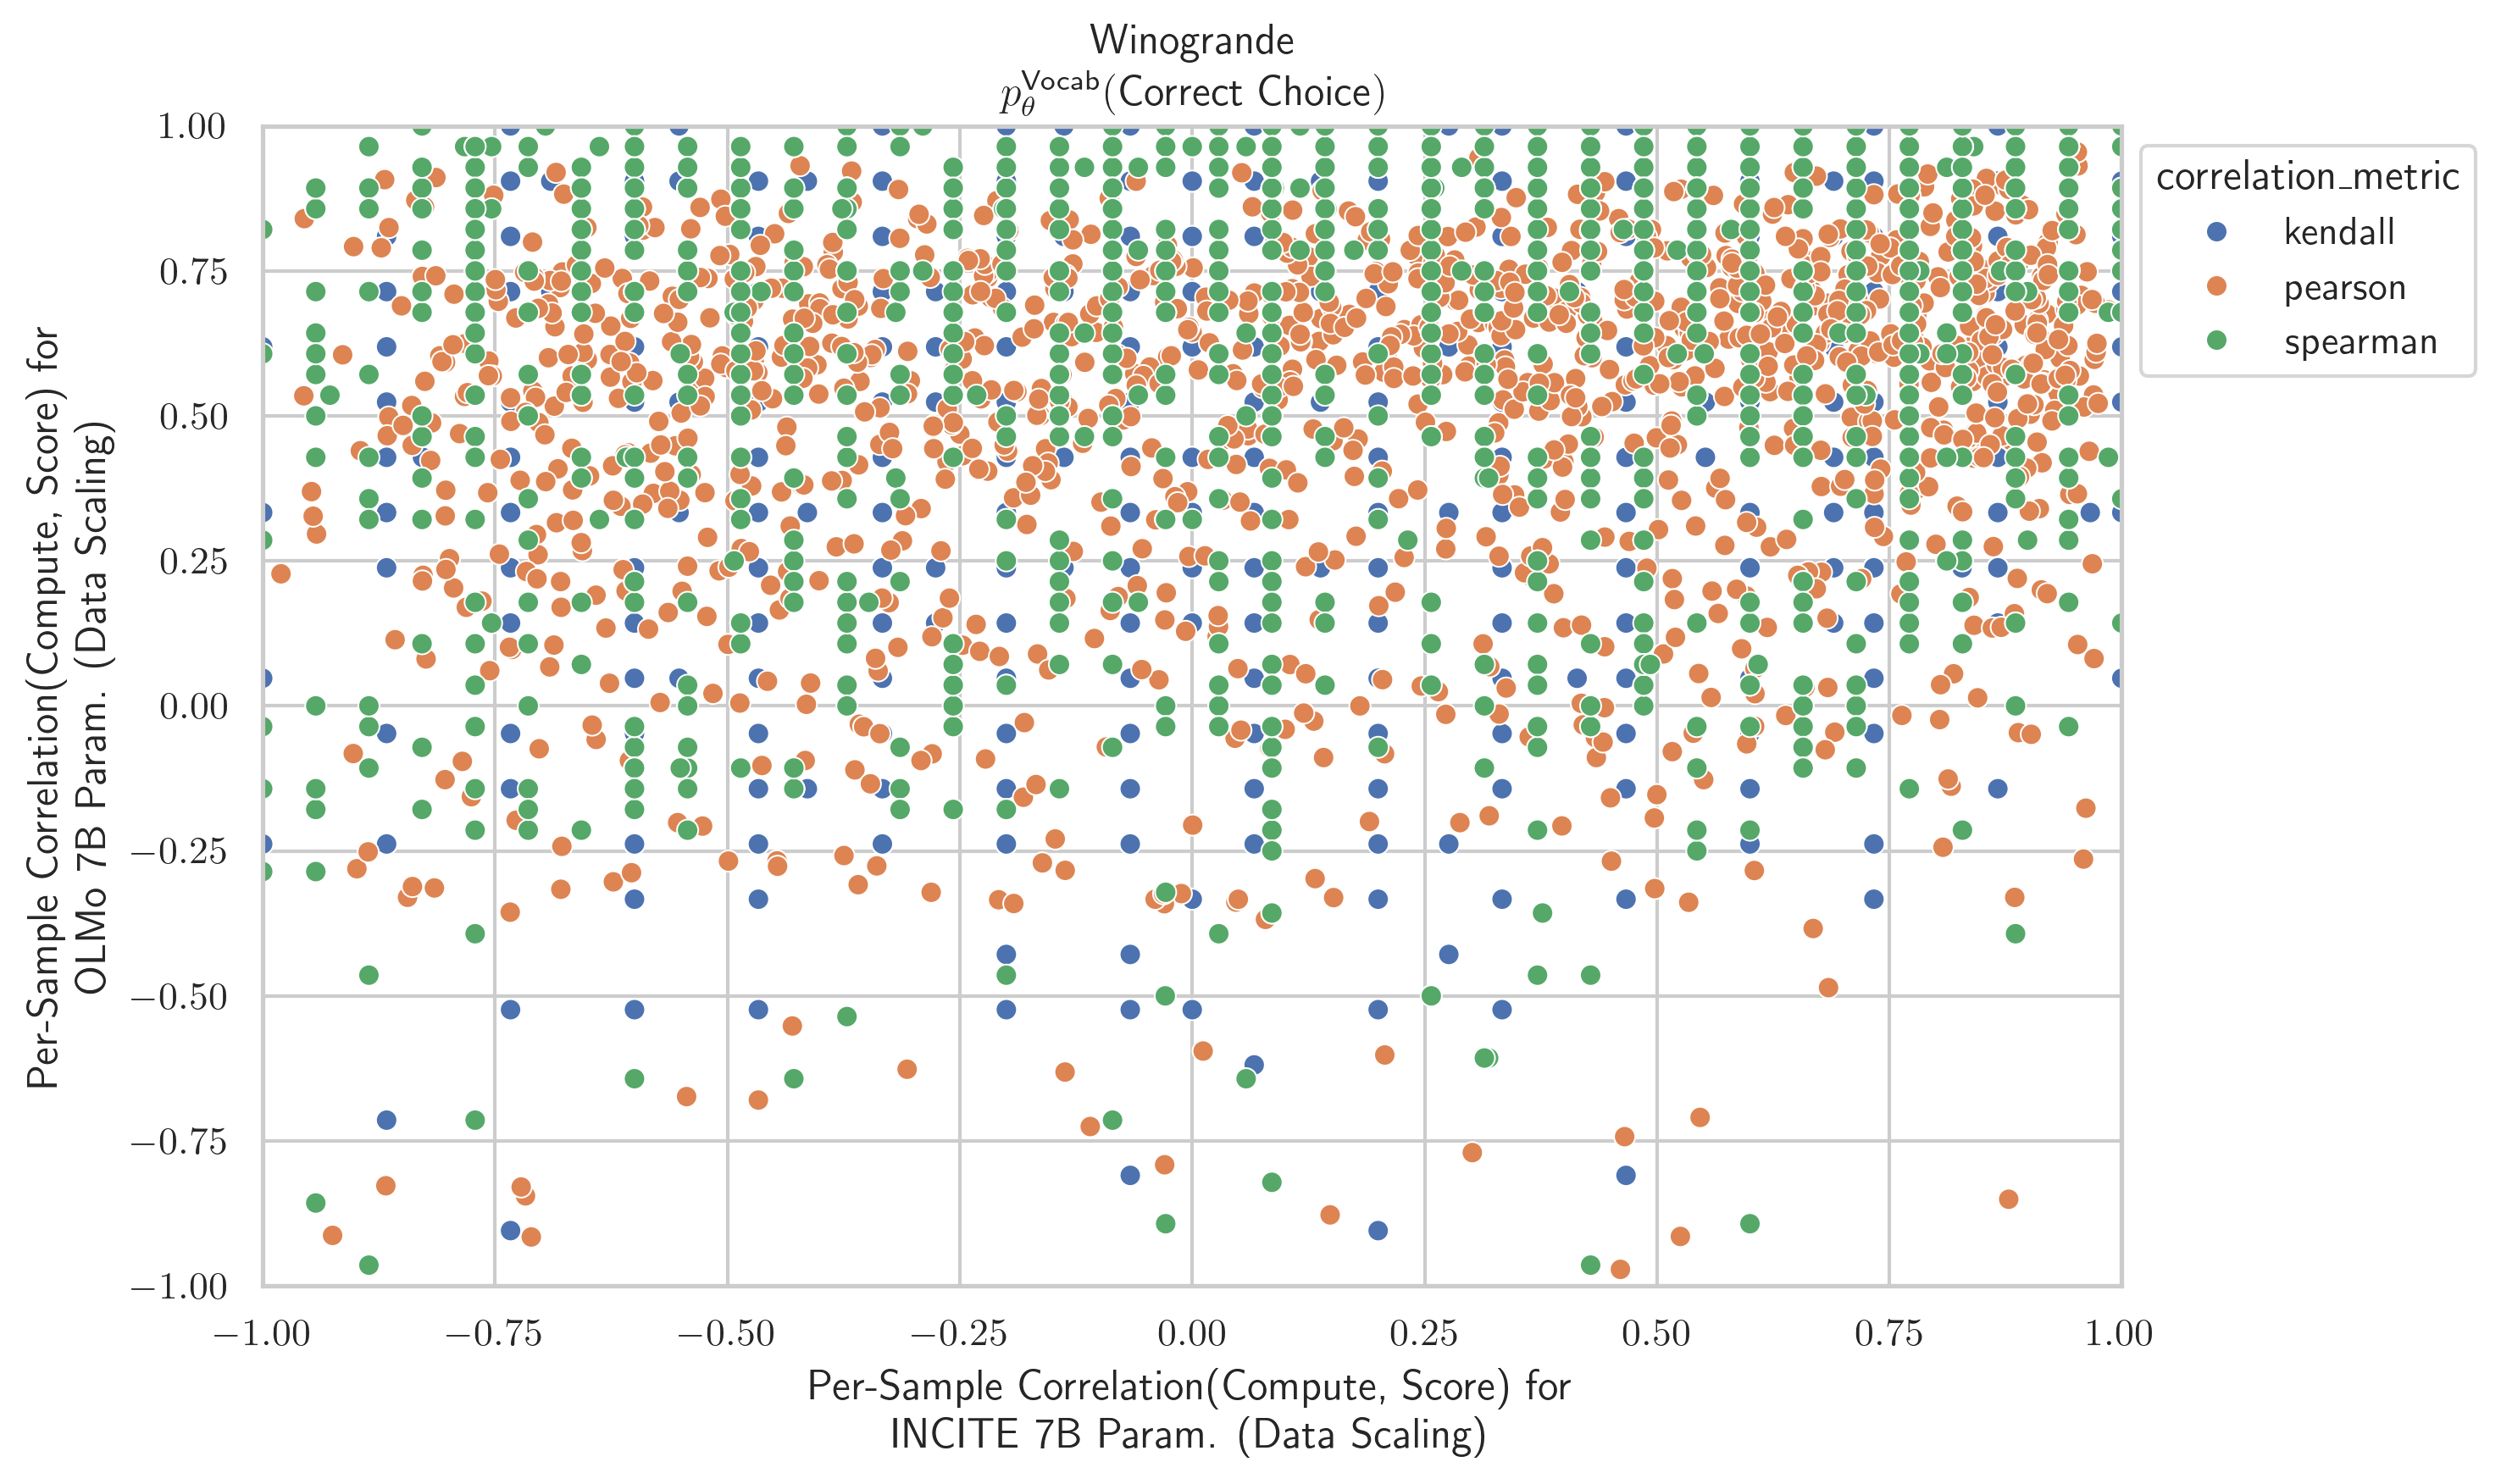 Winogrande
p_θ^Vocab(Correct Choice)
1.00
0.75
0.50
0.25
0.00
−0.25
−0.50
−0.75
−1.00
Per-Sample Correlation(Compute, Score) for
OLMo 7B Param. (Data Scaling)
−1.00 −0.75 −0.50 −0.25 0.00 0.25 0.50 0.75 1.00
Per-Sample Correlation(Compute, Score) for
INCITE 7B Param. (Data Scaling)
correlation_metric
kendall
pearson
spearman